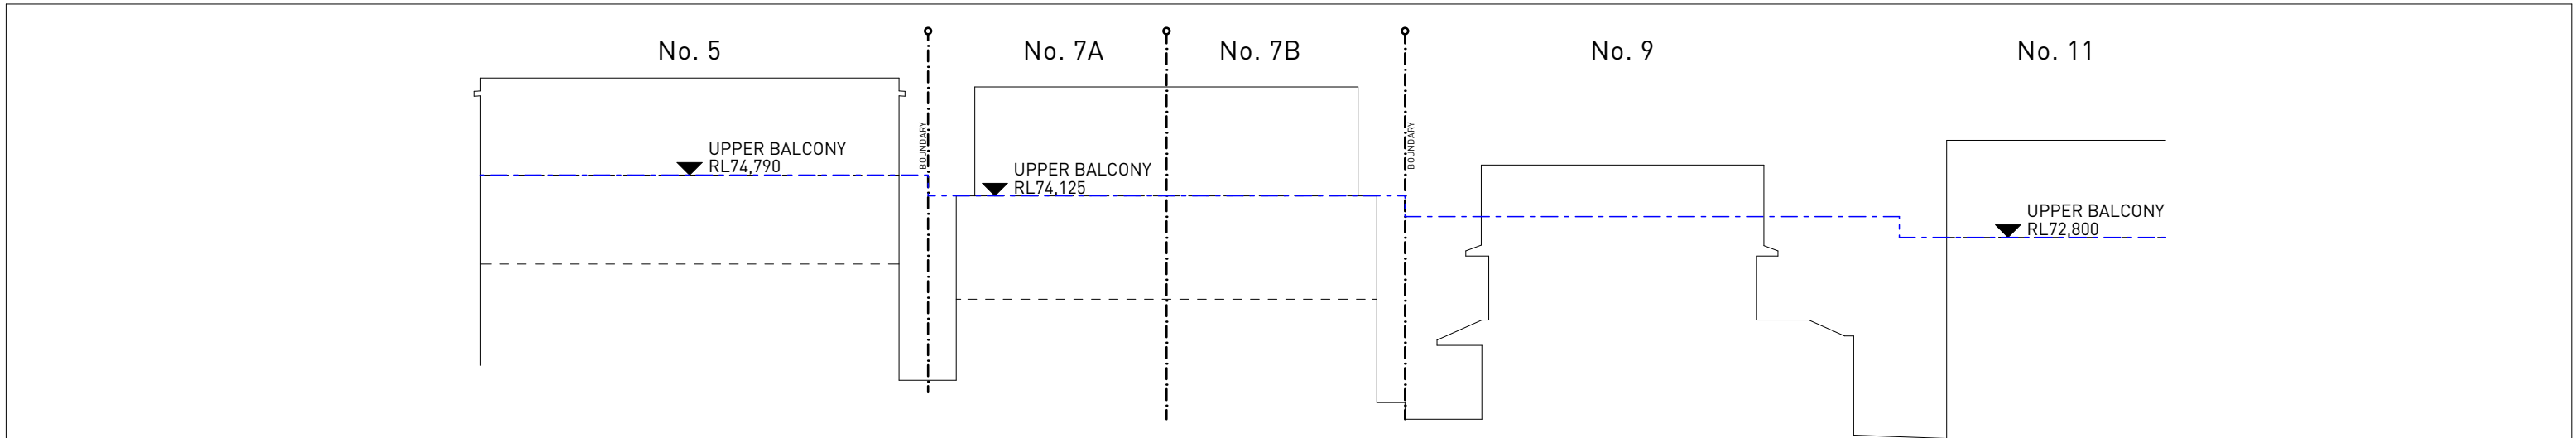 No. 5
No. 7A
No. 7B
No. 9
No. 11
BOUNDARY
BOUNDARY
UPPER BALCONY
RL74,790
UPPER BALCONY
RL74,125
UPPER BALCONY
RL72,800